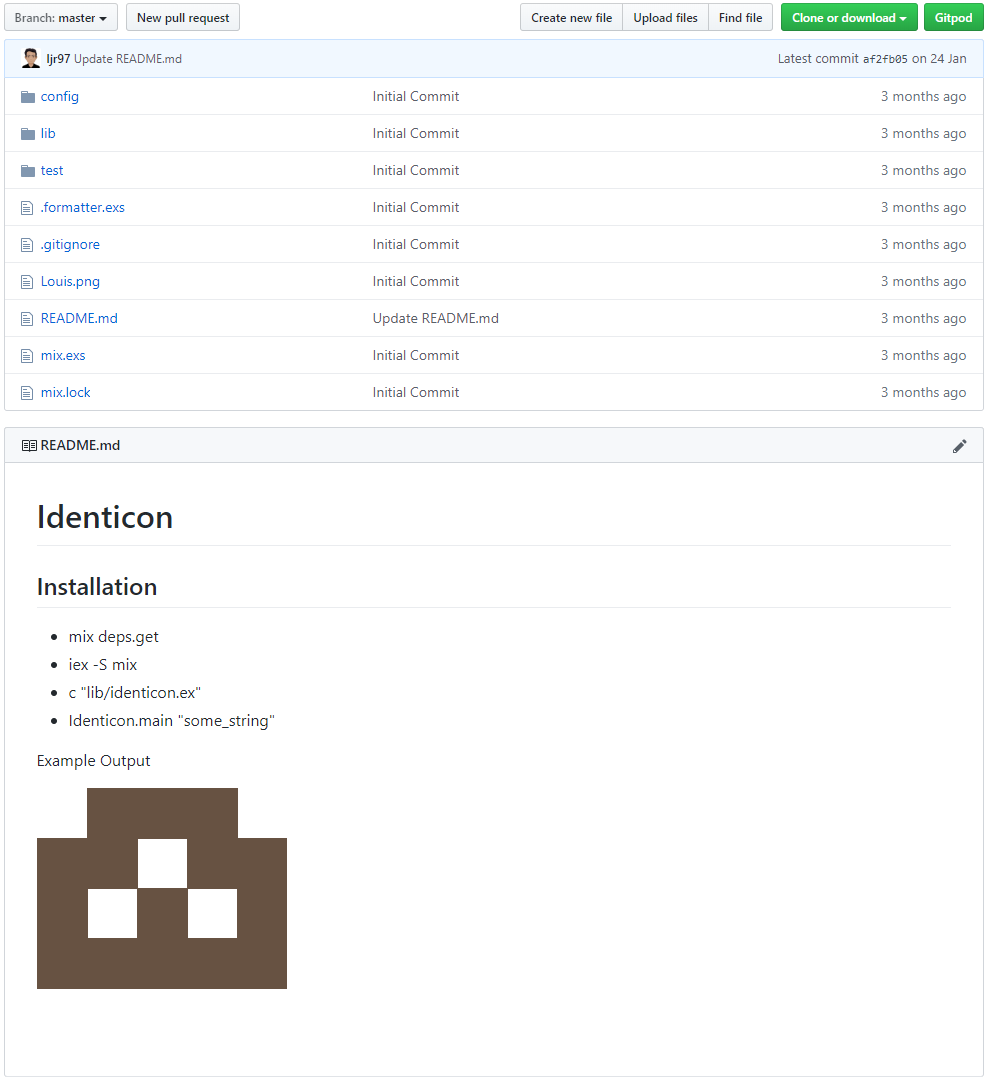 Branch: master New pull request Create new file Upload files Find file Clone or download Gitpod
ljr97 Update README.md Latest commit af2fb05 on 24 Jan
config Initial Commit 3 months ago
lib Initial Commit 3 months ago
test Initial Commit 3 months ago
.formatter.exs Initial Commit 3 months ago
.gitignore Initial Commit 3 months ago
Louis.png Initial Commit 3 months ago
README.md Update README.md 3 months ago
mix.exs Initial Commit 3 months ago
mix.lock Initial Commit 3 months ago
README.md
Identicon
Installation
mix deps.get
iex -S mix
c "lib/identicon.ex"
Identicon.main "some_string"
Example Output